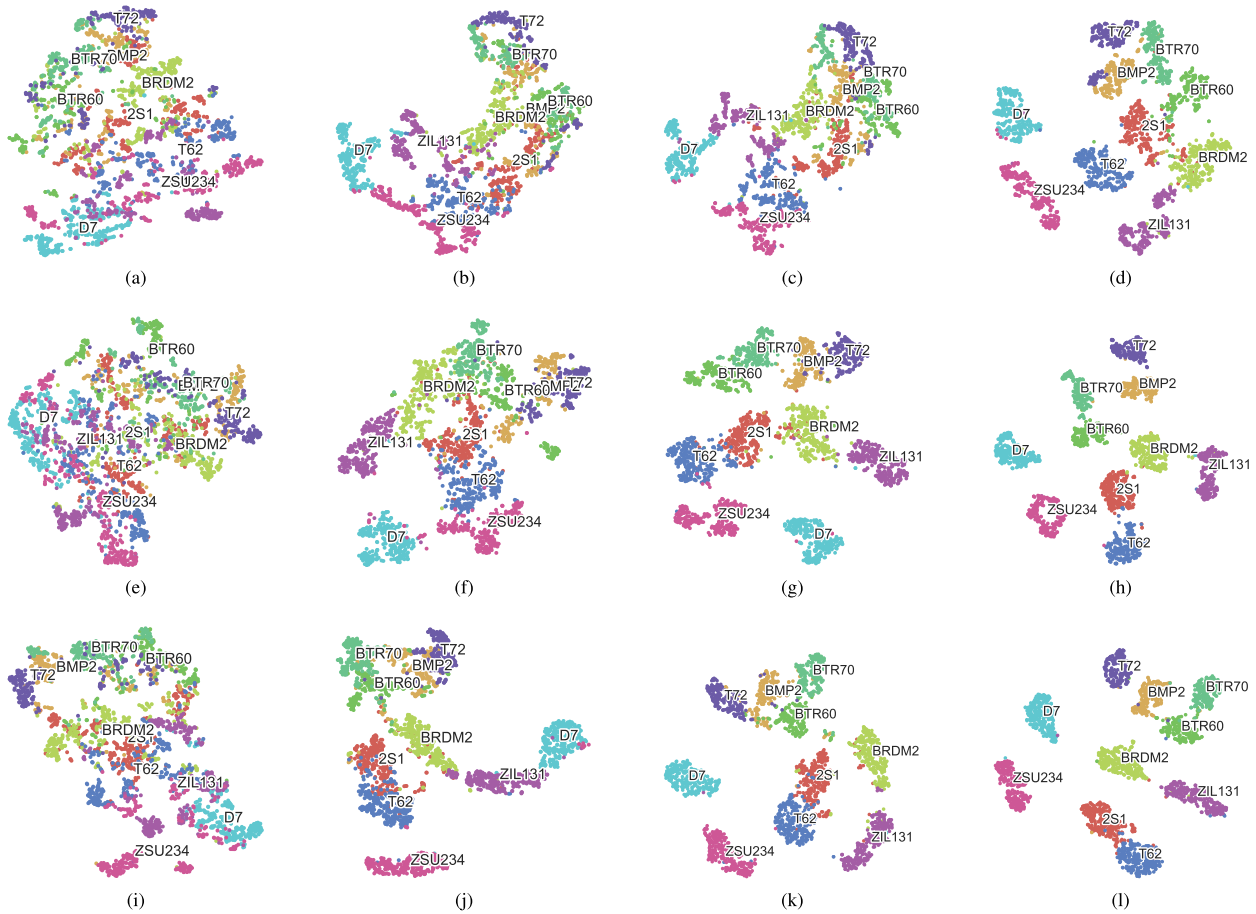 T72
BTR70
BMP2
BRDM2
BTR60
2S1
T62
ZSU234
D7
(a)
T72
BTR70
BTR60
BMP2
BRDM2
ZIL131
D7
2S1
T62
ZSU234
(b)
T72
BTR70
BMP2
BTR60
BRDM2
ZIL131
D7
2S1
T62
ZSU234
(c)
T72
BTR70
BMP2
BTR60
D7
2S1
T62
BRDM2
ZSU234
ZIL131
(d)
BTR60
BTR70
T72
D7
ZIL131
2S1
BRDM2
T62
ZSU234
(e)
BTR70
BRDM2
BTR60
BMP2
T72
ZIL131
2S1
T62
ZSU234
D7
(f)
BTR70
BMP2
T72
BTR60
2S1
BRDM2
T62
ZIL131
ZSU234
D7
(g)
T72
BTR70
BMP2
BTR60
D7
BRDM2
ZIL131
2S1
ZSU234
T62
(h)
BTR70
BMP2
BTR60
T72
BRDM2
2S1
T62
ZIL131
D7
ZSU234
(i)
T72
BTR70
BMP2
BTR60
BRDM2
D7
2S1
ZIL131
T62
ZSU234
(j)
BTR70
T72
BMP2
BTR60
BRDM2
D7
2S1
T62
ZIL131
ZSU234
(k)
T72
BMP2
BTR70
D7
BTR60
BRDM2
ZSU234
ZIL131
2S1
T62
(l)